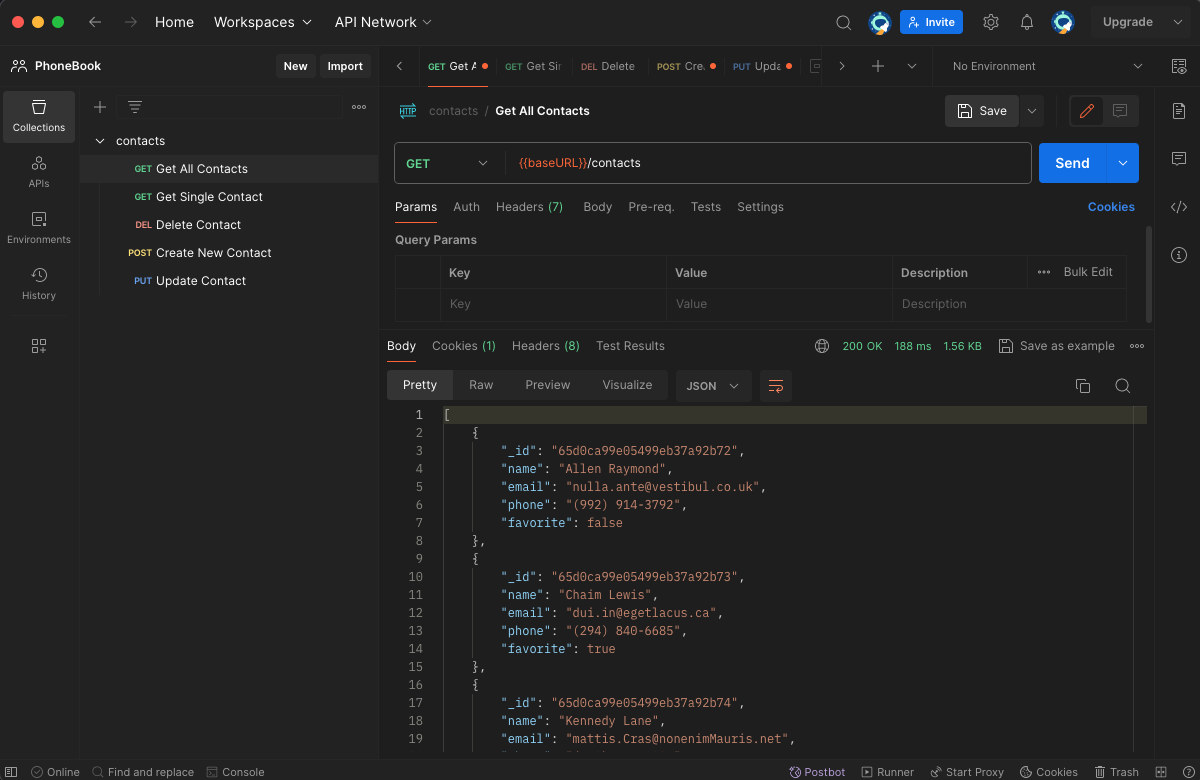 Home Workspaces API Network Invite Upgrade
PhoneBook New Import
GET Get A GET Get Sir DEL Delete POST Cre. PUT Upda No Environment
Collections
APIs
Environments
History
contacts
GET Get All Contacts
GET Get Single Contact
DEL Delete Contact
POST Create New Contact
PUT Update Contact
HTTP contacts / Get All Contacts Save
GET {{baseURL}}/contacts Send
Params Auth Headers (7) Body Pre-req. Tests Settings Cookies
Query Params
Key Value Description Bulk Edit
Key Value Description
Body Cookies (1) Headers (8) Test Results 200 OK 188 ms 1.56 KB Save as example
Pretty Raw Preview Visualize JSON
1 [
2 {
3 "_id": "65d0ca99e05499eb37a92b72",
4 "name": "Allen Raymond",
5 "email": "nulla.ante@vestibul.co.uk",
6 "phone": "(992) 914-3792",
7 "favorite": false
8 },
9 {
10 "_id": "65d0ca99e05499eb37a92b73",
11 "name": "Chaim Lewis",
12 "email": "dui.in@egetlacus.ca",
13 "phone": "(294) 840-6685",
14 "favorite": true
15 },
16 {
17 "_id": "65d0ca99e05499eb37a92b74",
18 "name": "Kennedy Lane",
19 "email": "mattis.Cras@nonenimMauris.net",
Online Find and replace Console Postbot Runner Start Proxy Cookies Trash